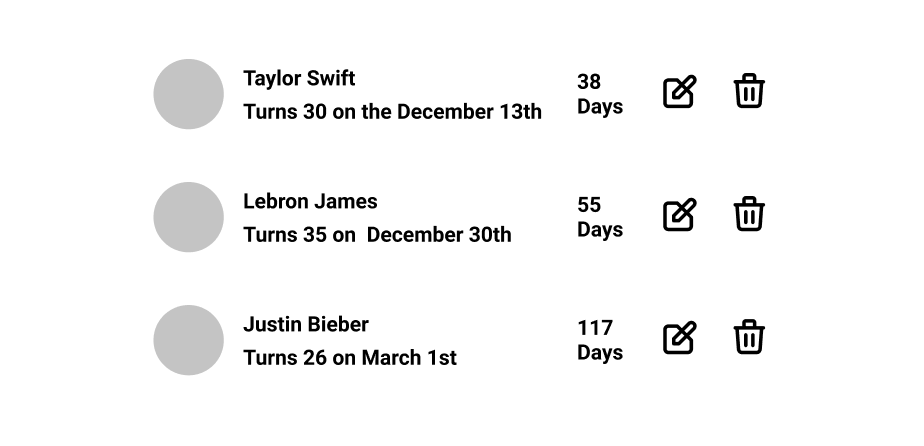 Taylor Swift
Turns 30 on the December 13th
38
Days
Lebron James
Turns 35 on  December 30th
55
Days
Justin Bieber
Turns 26 on March 1st
117
Days